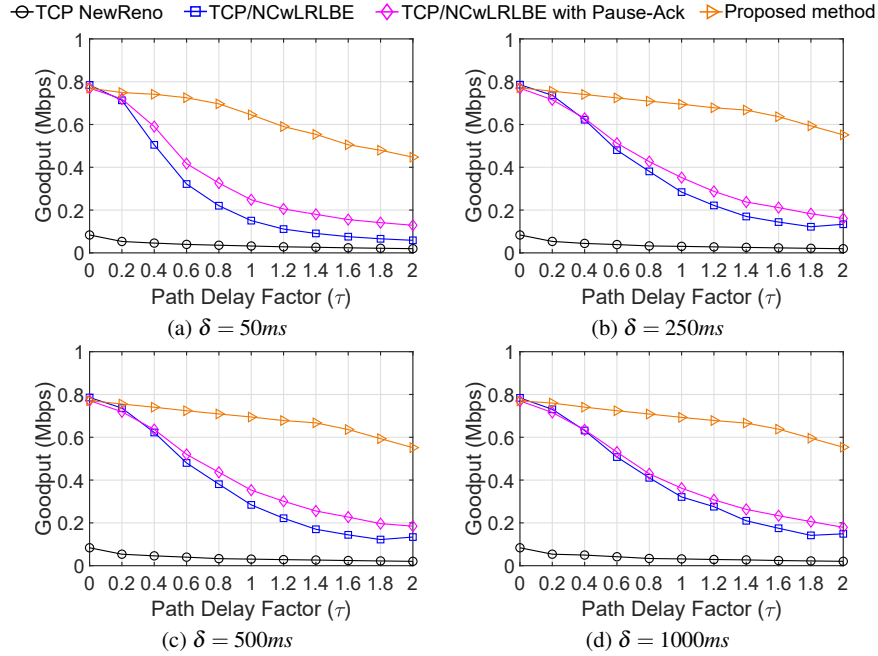 TCP NewReno TCP/NCwLRLBE TCP/NCwLRLBE with Pause-Ack Proposed method
1
0.8
0.6
0.4
0.2
0
Goodput (Mbps)
0 0.2 0.4 0.6 0.8 1 1.2 1.4 1.6 1.8 2
Path Delay Factor (τ)
(a) δ = 50ms
1
0.8
0.6
0.4
0.2
0
Goodput (Mbps)
0 0.2 0.4 0.6 0.8 1 1.2 1.4 1.6 1.8 2
Path Delay Factor (τ)
(b) δ = 250ms
1
0.8
0.6
0.4
0.2
0
Goodput (Mbps)
0 0.2 0.4 0.6 0.8 1 1.2 1.4 1.6 1.8 2
Path Delay Factor (τ)
(c) δ = 500ms
1
0.8
0.6
0.4
0.2
0
Goodput (Mbps)
0 0.2 0.4 0.6 0.8 1 1.2 1.4 1.6 1.8 2
Path Delay Factor (τ)
(d) δ = 1000ms